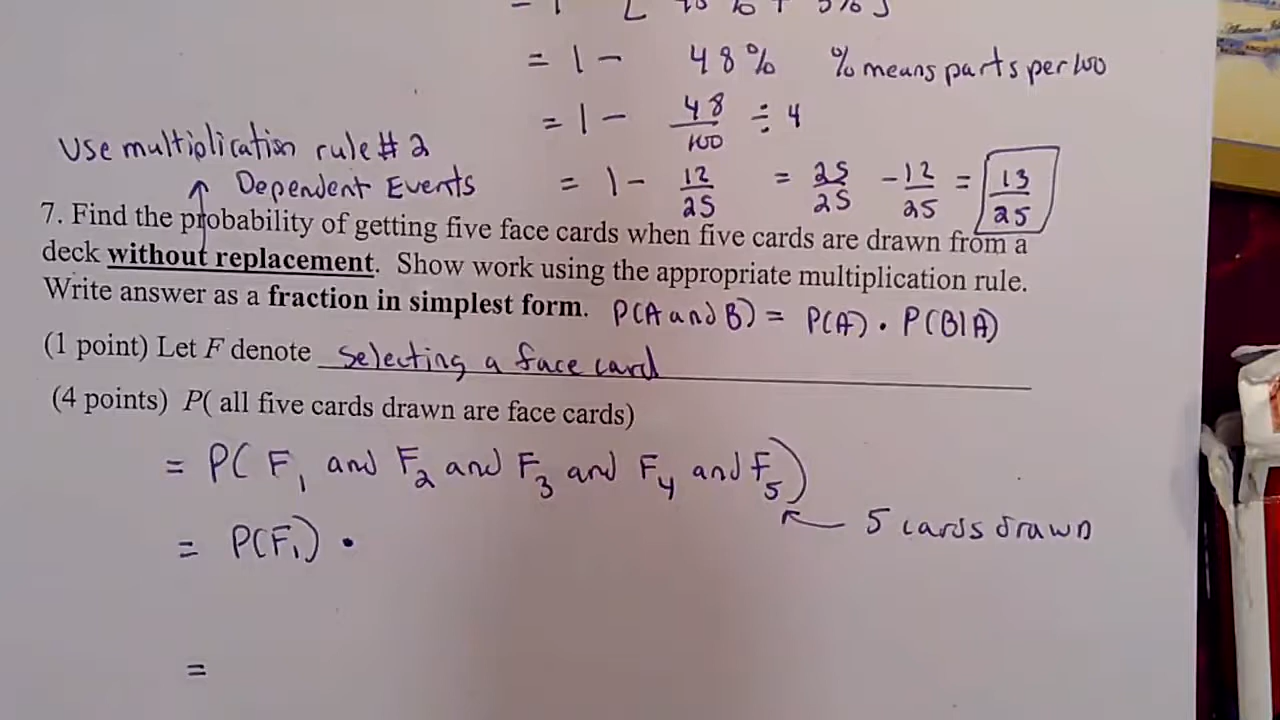 = 1 - 48% % means parts per 100
= 1 - 48/100 ÷ 4
Use multiplication rule #2
Dependent Events = 1 - 12/25 = 25/25 - 12/25 = 13/25
7. Find the probability of getting five face cards when five cards are drawn from a
deck without replacement. Show work using the appropriate multiplication rule.
Write answer as a fraction in simplest form. P(A and B) = P(A) · P(B|A)
(1 point) Let F denote selecting a face card
(4 points) P( all five cards drawn are face cards)
= P( F1 and F2 and F3 and F4 and F5)
5 cards drawn
= P(F1) ·
=